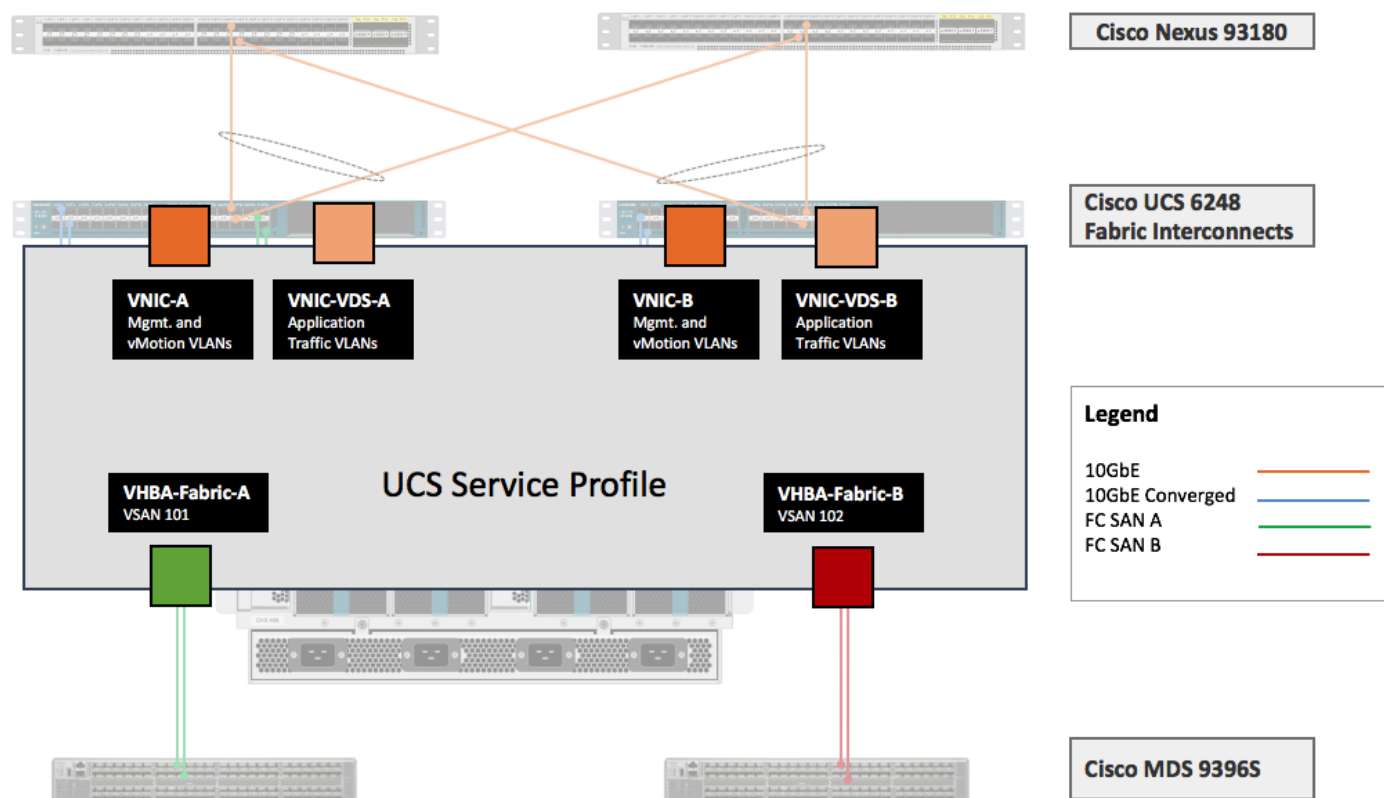 Cisco Nexus 93180
Cisco UCS 6248
Fabric Interconnects
VNIC-A
Mgmt. and
vMotion VLANs
VNIC-VDS-A
Application
Traffic VLANs
VNIC-B
Mgmt. and
vMotion VLANs
VNIC-VDS-B
Application
Traffic VLANs
Legend
10GbE
10GbE Converged
FC SAN A
FC SAN B
UCS Service Profile
VHBA-Fabric-A
VSAN 101
VHBA-Fabric-B
VSAN 102
Cisco MDS 9396S